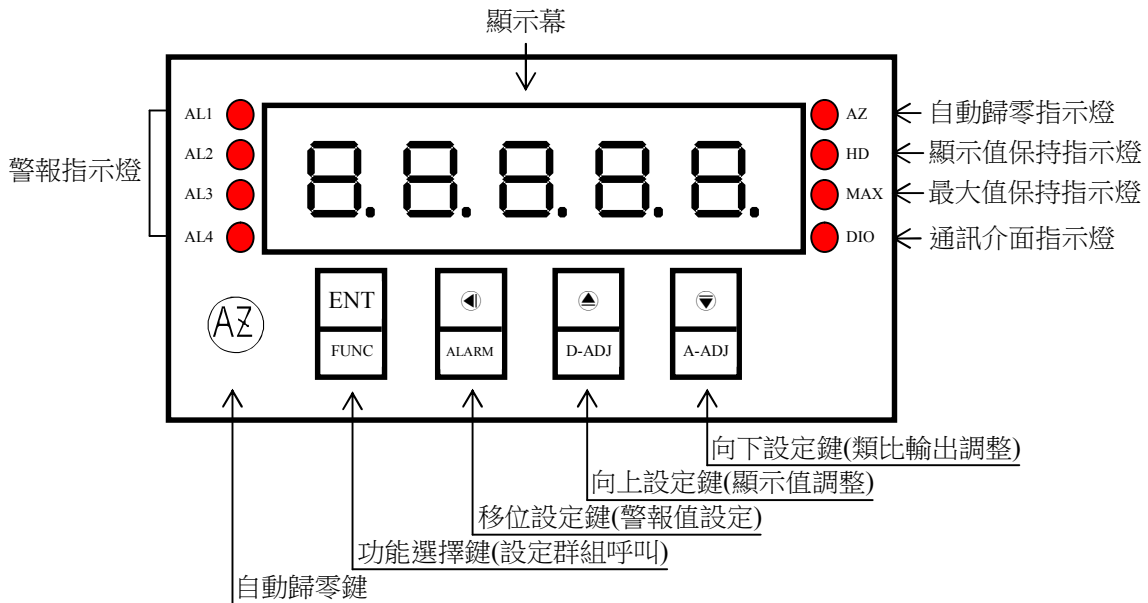 顯示幕
警報指示燈
AL1
AL2
AL3
AL4
8.8.8.8.8.
AZ
HD
MAX
DIO
自動歸零指示燈
顯示值保持指示燈
最大值保持指示燈
通訊介面指示燈
AZ
ENT
FUNC
ALARM
D-ADJ
A-ADJ
向下設定鍵(類比輸出調整)
向上設定鍵(顯示值調整)
移位設定鍵(警報值設定)
功能選擇鍵(設定群組呼叫)
自動歸零鍵